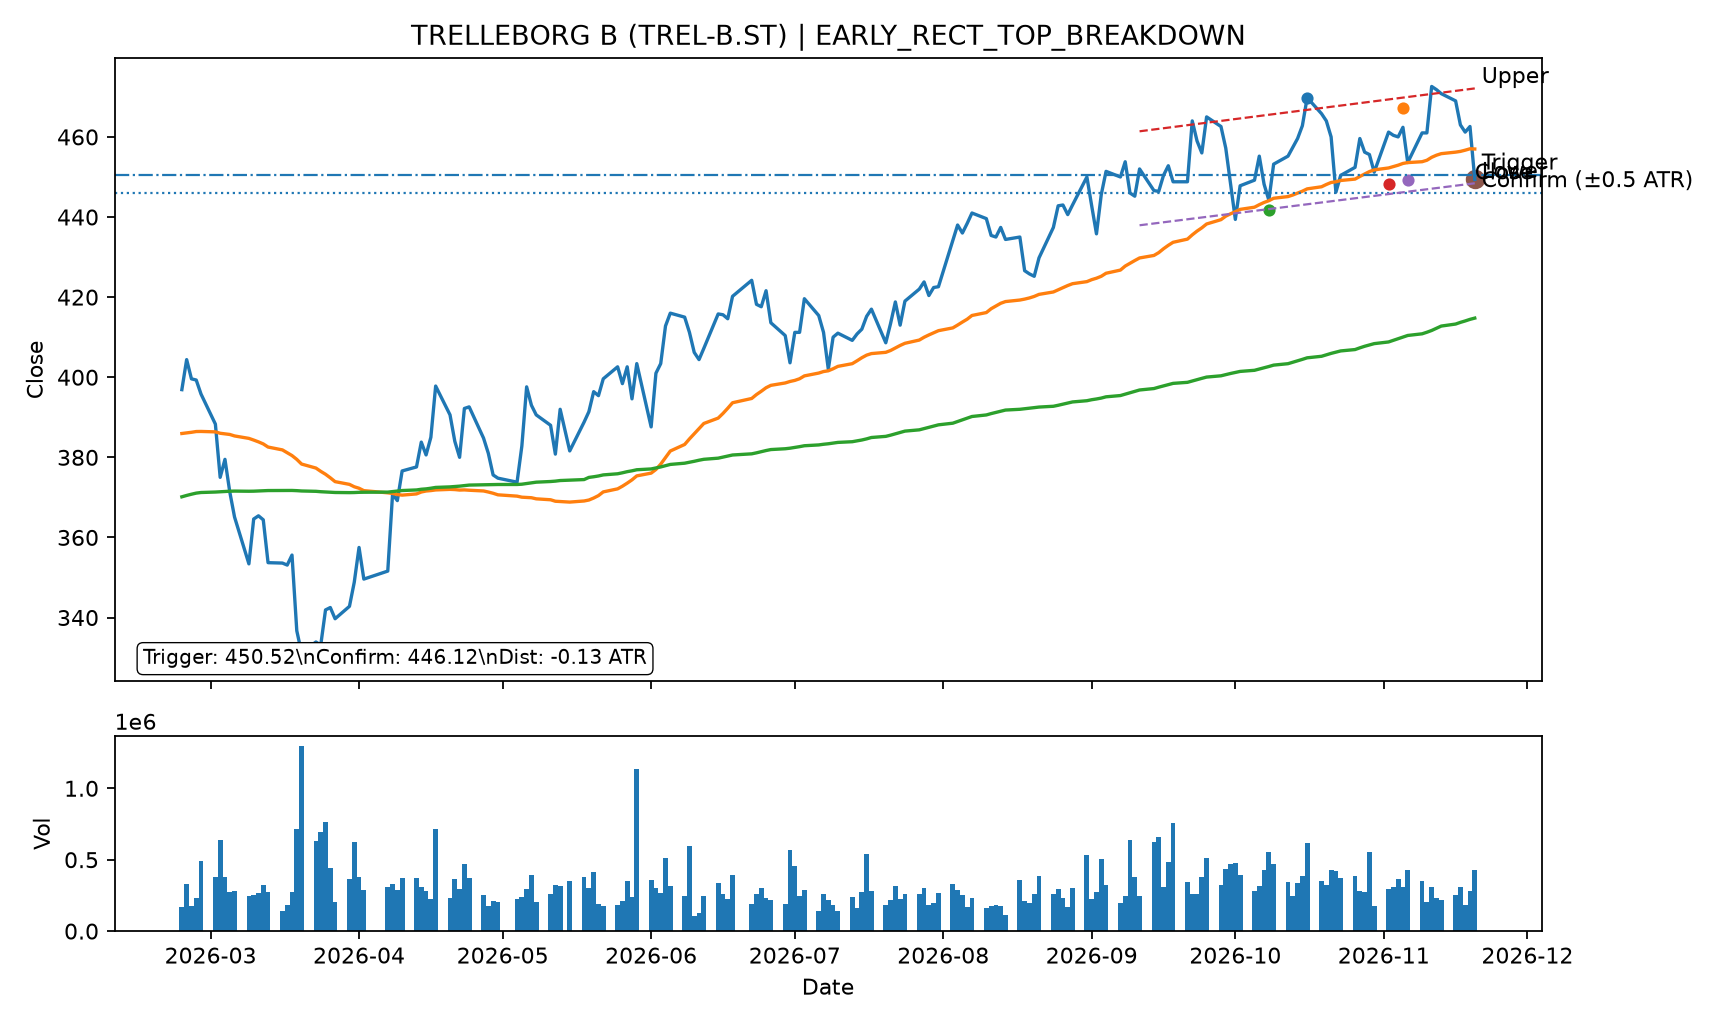 TRELLEBORG B (TREL-B.ST) | EARLY_RECT_TOP_BREAKDOWN
Upper
Trigger
Close
Confirm (±0.5 ATR)
Close
460
440
420
400
380
360
340
Trigger: 450.52\nConfirm: 446.12\nDist: -0.13 ATR
1e6
Vol
1.0
0.5
0.0
2026-03
2026-04
2026-05
2026-06
2026-07
2026-08
2026-09
2026-10
2026-11
2026-12
Date